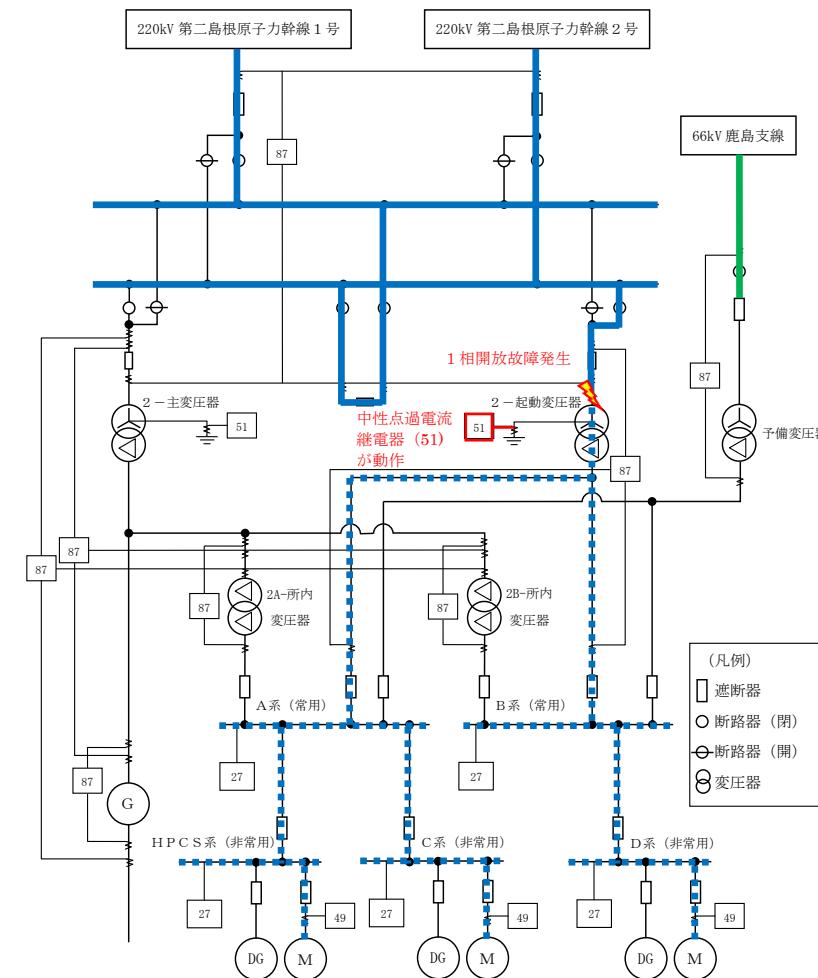 220kV 第二島根原子力幹線１号
220kV 第二島根原子力幹線２号
66kV 鹿島支線
87
87
１相開放故障発生
２－主変圧器
51
中性点過電流
継電器（51）
が動作
２－起動変圧器
51
予備変圧器
87
87
87
87
2A-所内
変圧器
87
2B-所内
変圧器
(凡例)
遮断器
断路器（閉）
断路器（開）
変圧器
Ａ系（常用）
Ｂ系（常用）
27
27
87
G
ＨＰＣＳ系（非常用）
Ｃ系（非常用）
Ｄ系（非常用）
27
49
27
49
27
49
DG
M
DG
M
DG
M